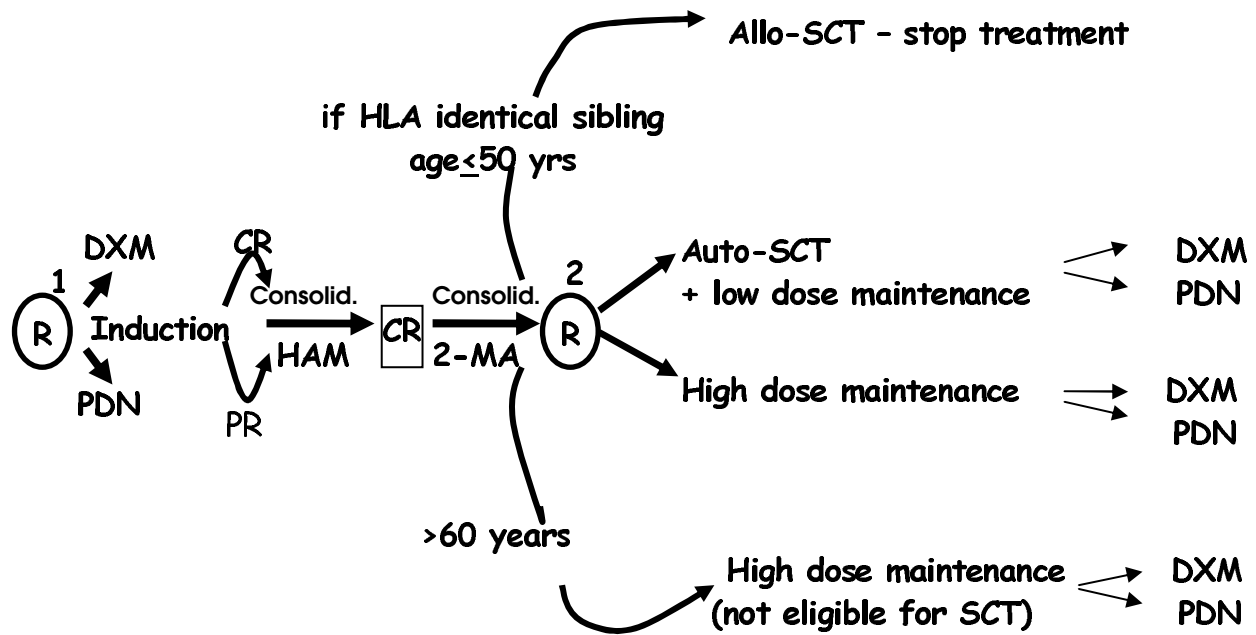 Allo-SCT – stop treatment
if HLA identical sibling
age≤50 yrs
DXM
CR
Auto-SCT
DXM
1
2
+ low dose maintenance
PDN
Consolid.
Consolid.
R
Induction
CR
R
HAM
2-MA
PDN
High dose maintenance
DXM
PR
PDN
>60 years
High dose maintenance
DXM
(not eligible for SCT)
PDN